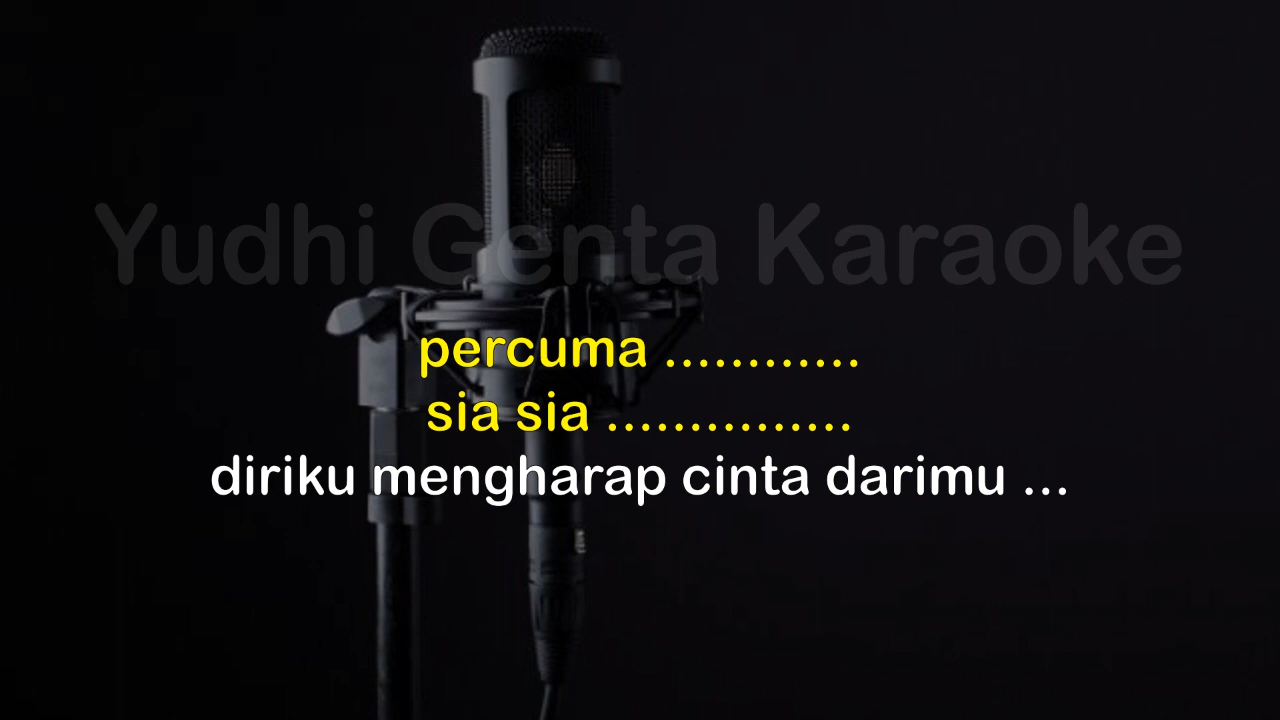 Yudhi Genta Karaoke
percuma ............
sia sia ...............
diriku mengharap cinta darimu ...